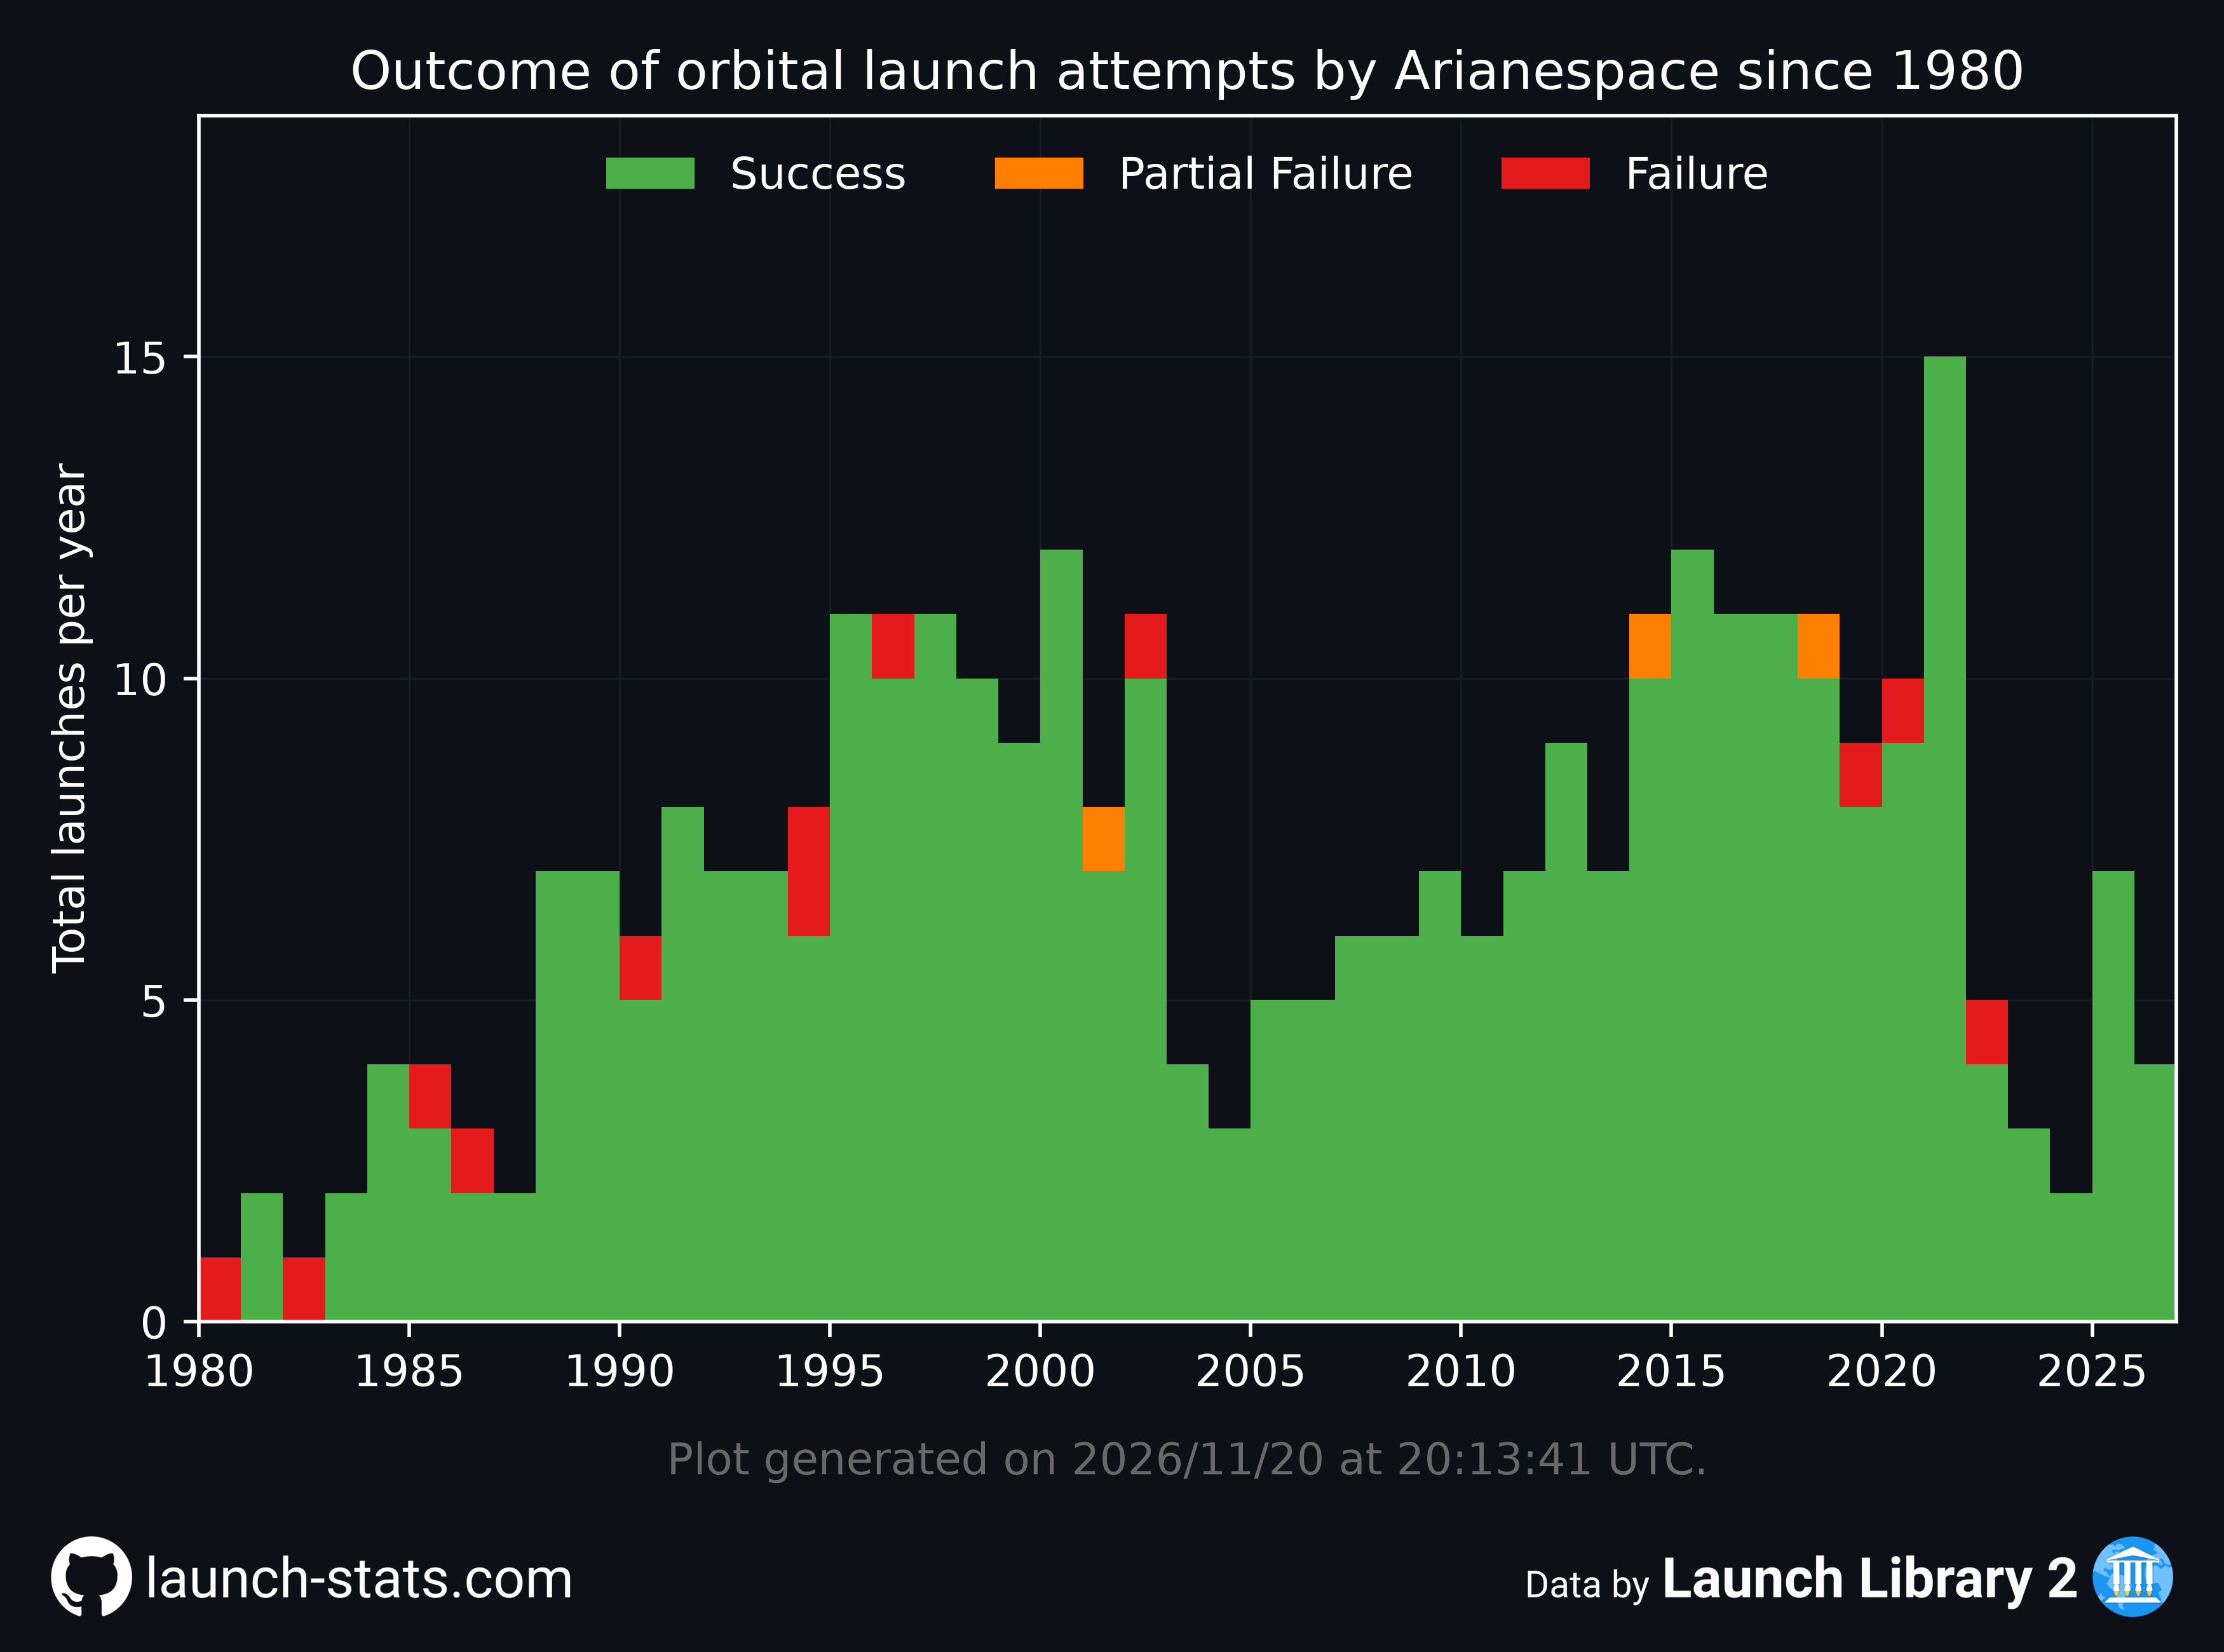 Outcome of orbital launch attempts by Arianespace since 1980
Success Partial Failure Failure
Total launches per year
15
10
5
0
1980 1985 1990 1995 2000 2005 2010 2015 2020 2025
Plot generated on 2026/11/20 at 20:13:41 UTC.
launch-stats.com
Data by Launch Library 2